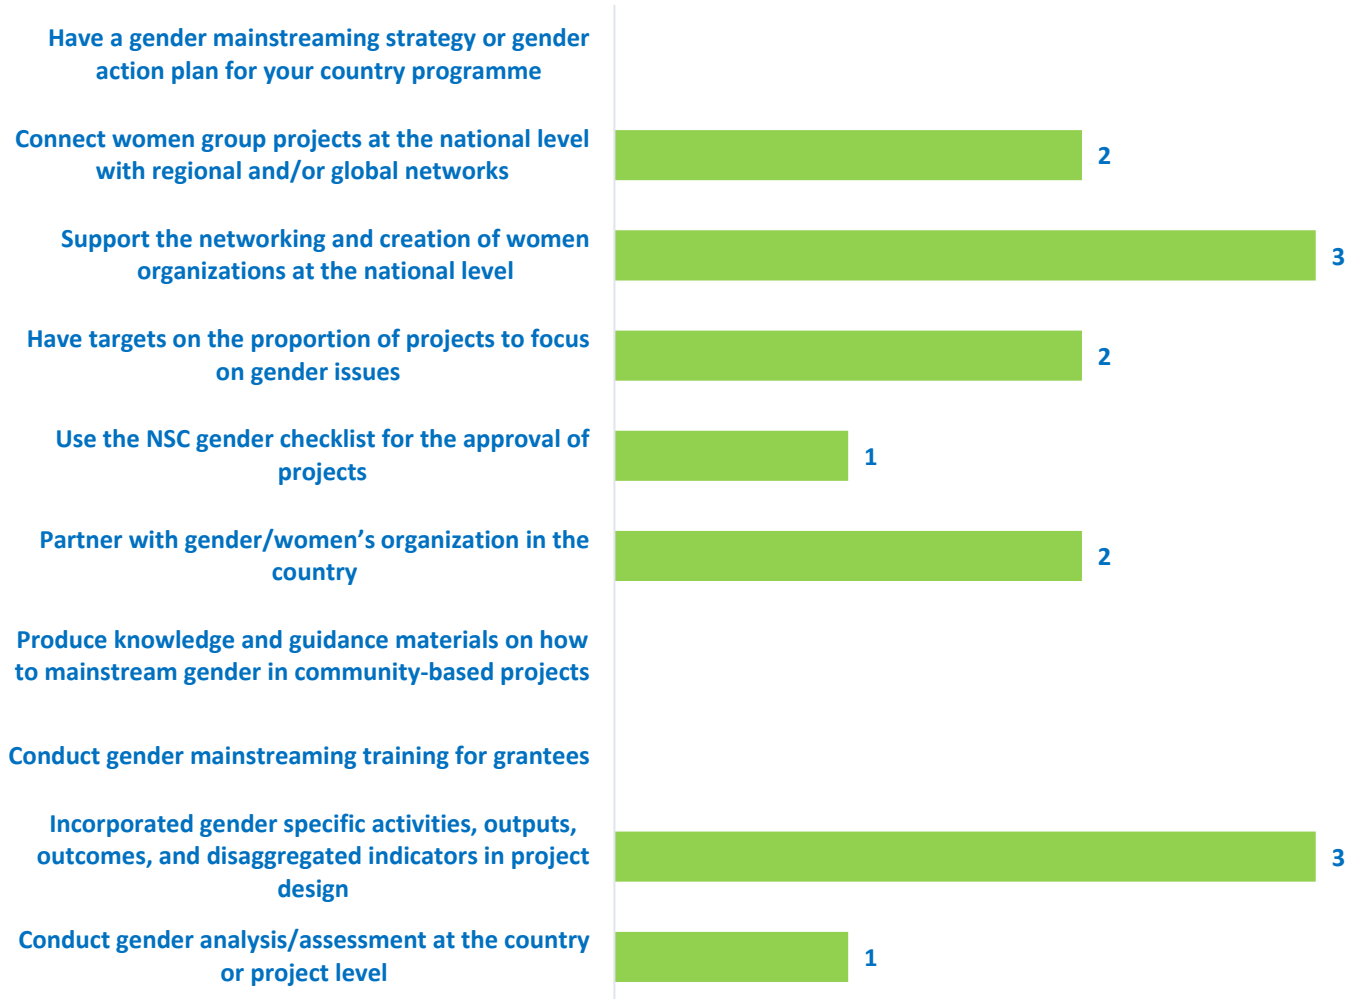 Have a gender mainstreaming strategy or gender
action plan for your country programme
Connect women group projects at the national level
with regional and/or global networks
2
Support the networking and creation of women
organizations at the national level
3
Have targets on the proportion of projects to focus
on gender issues
2
Use the NSC gender checklist for the approval of
projects
1
Partner with gender/women’s organization in the
country
2
Produce knowledge and guidance materials on how
to mainstream gender in community-based projects
Conduct gender mainstreaming training for grantees
Incorporated gender specific activities, outputs,
outcomes, and disaggregated indicators in project
design
3
Conduct gender analysis/assessment at the country
or project level
1